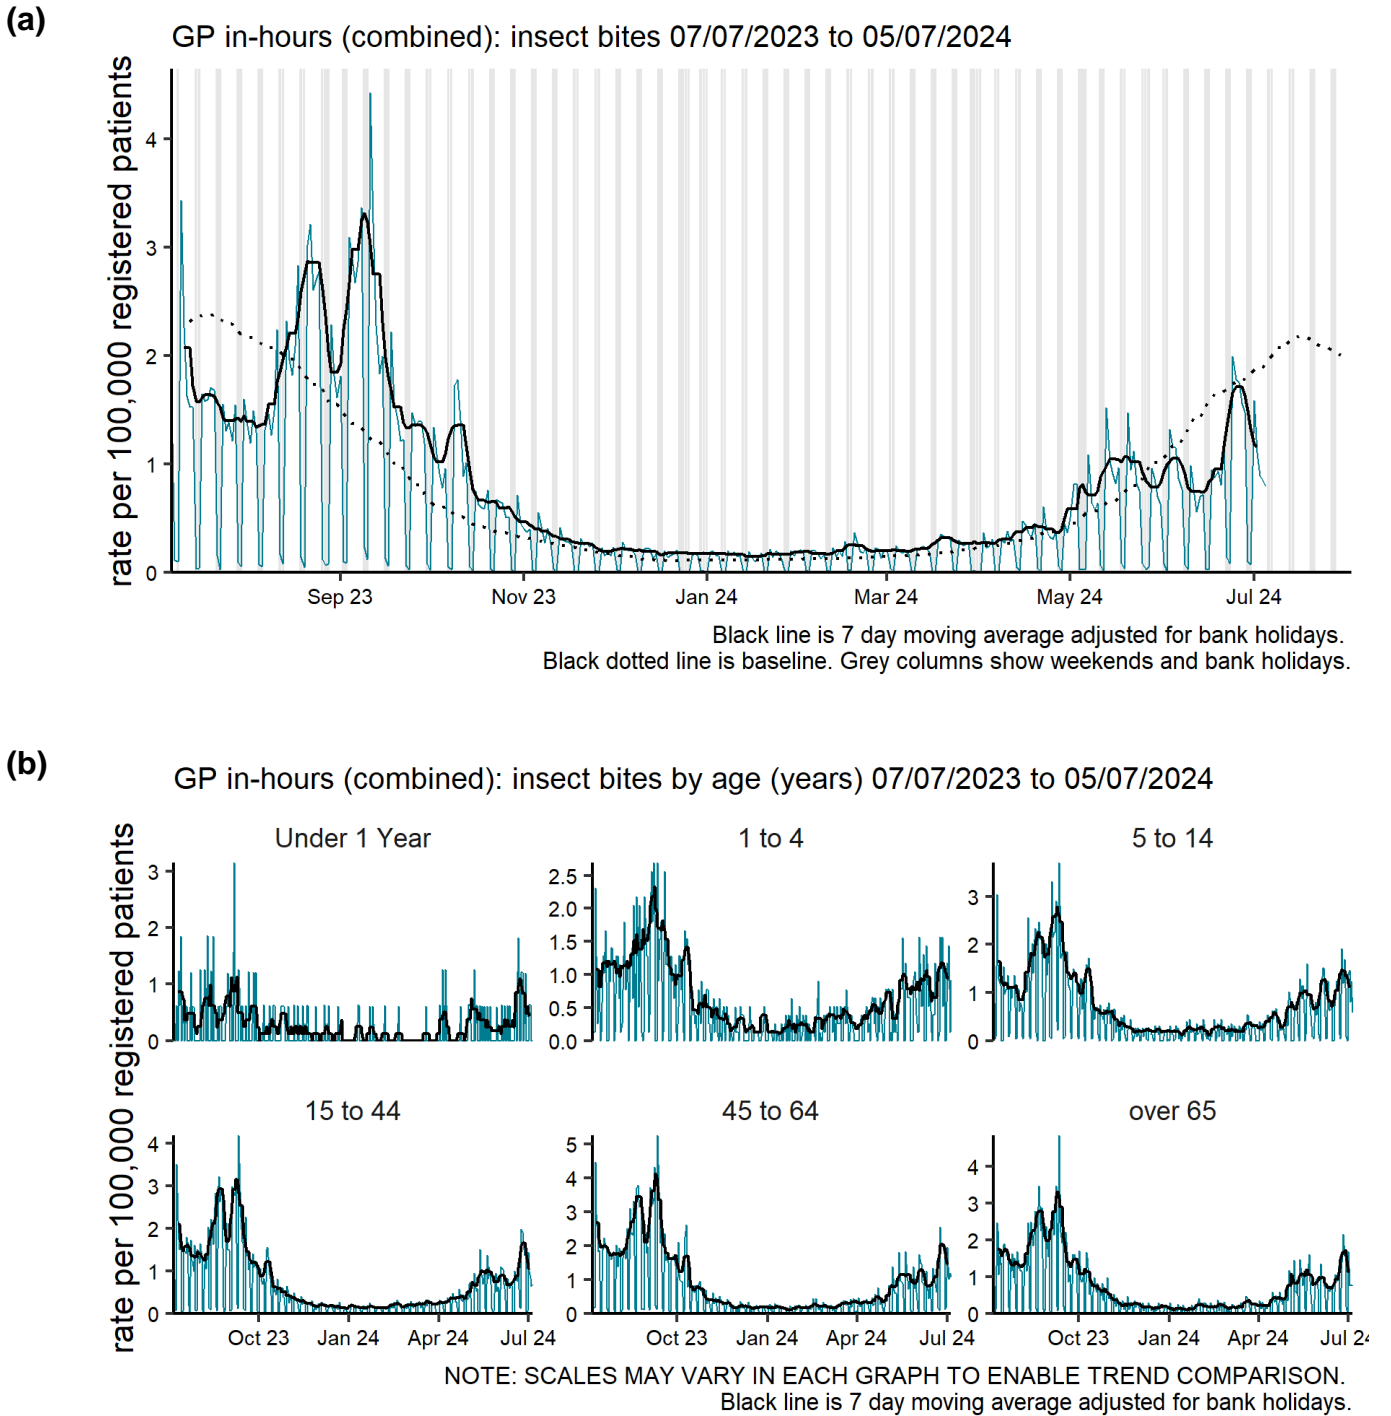 (a)
GP in-hours (combined): insect bites 07/07/2023 to 05/07/2024
rate per 100,000 registered patients
4
3
2
1
0
Sep 23 Nov 23 Jan 24 Mar 24 May 24 Jul 24
Black line is 7 day moving average adjusted for bank holidays.
Black dotted line is baseline. Grey columns show weekends and bank holidays.
(b)
GP in-hours (combined): insect bites by age (years) 07/07/2023 to 05/07/2024
rate per 100,000 registered patients
Under 1 Year
3
2
1
0
1 to 4
2.5
2.0
1.5
1.0
0.5
0.0
5 to 14
3
2
1
0
15 to 44
4
3
2
1
0
Oct 23 Jan 24 Apr 24 Jul 24
45 to 64
5
4
3
2
1
0
Oct 23 Jan 24 Apr 24 Jul 24
over 65
4
3
2
1
0
Oct 23 Jan 24 Apr 24 Jul 24
NOTE: SCALES MAY VARY IN EACH GRAPH TO ENABLE TREND COMPARISON.
Black line is 7 day moving average adjusted for bank holidays.